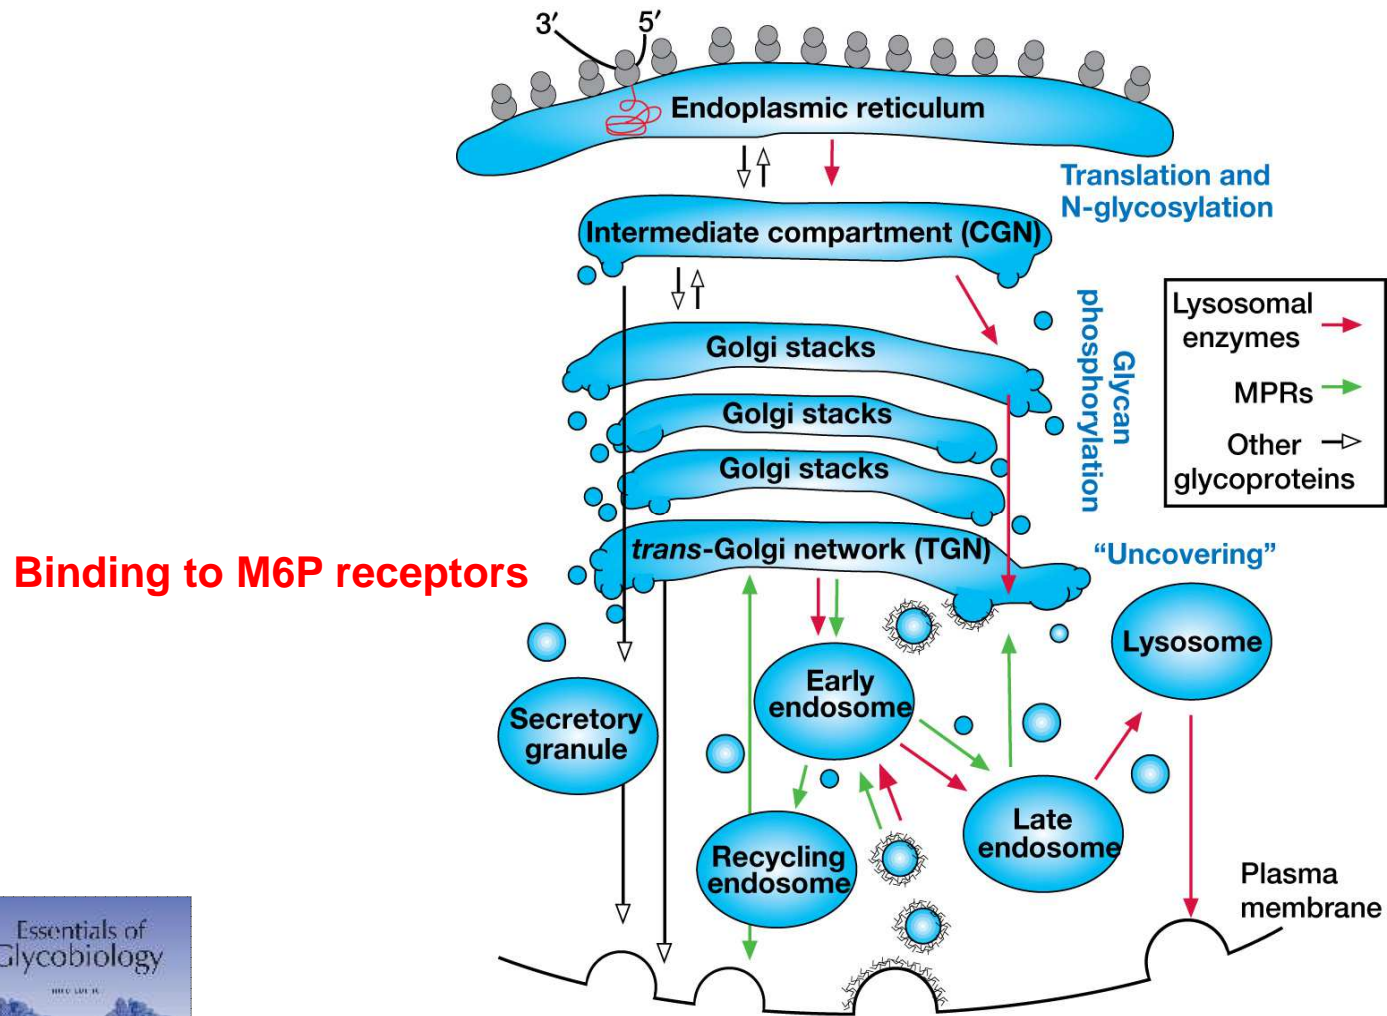 3′ 5′
Endoplasmic reticulum
Translation and
N-glycosylation
Intermediate compartment (CGN)
Glycan
phosphorylation
Lysosomal
enzymes
MPRs
Other
glycoproteins
Golgi stacks
Golgi stacks
Golgi stacks
trans-Golgi network (TGN)
“Uncovering”
Binding to M6P receptors
Lysosome
Early
endosome
Secretory
granule
Late
endosome
Recycling
endosome
Plasma
membrane
Essentials of
Glycobiology